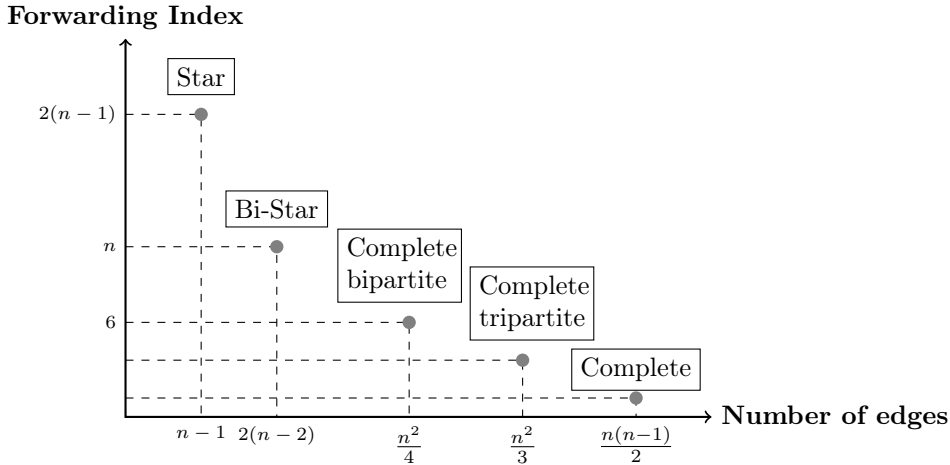 Forwarding Index
Star
2(n − 1)
Bi-Star
n
Complete
bipartite
Complete
tripartite
6
Complete
Number of edges
n − 1
2(n − 2)
n²/4
n²/3
n(n−1)/2